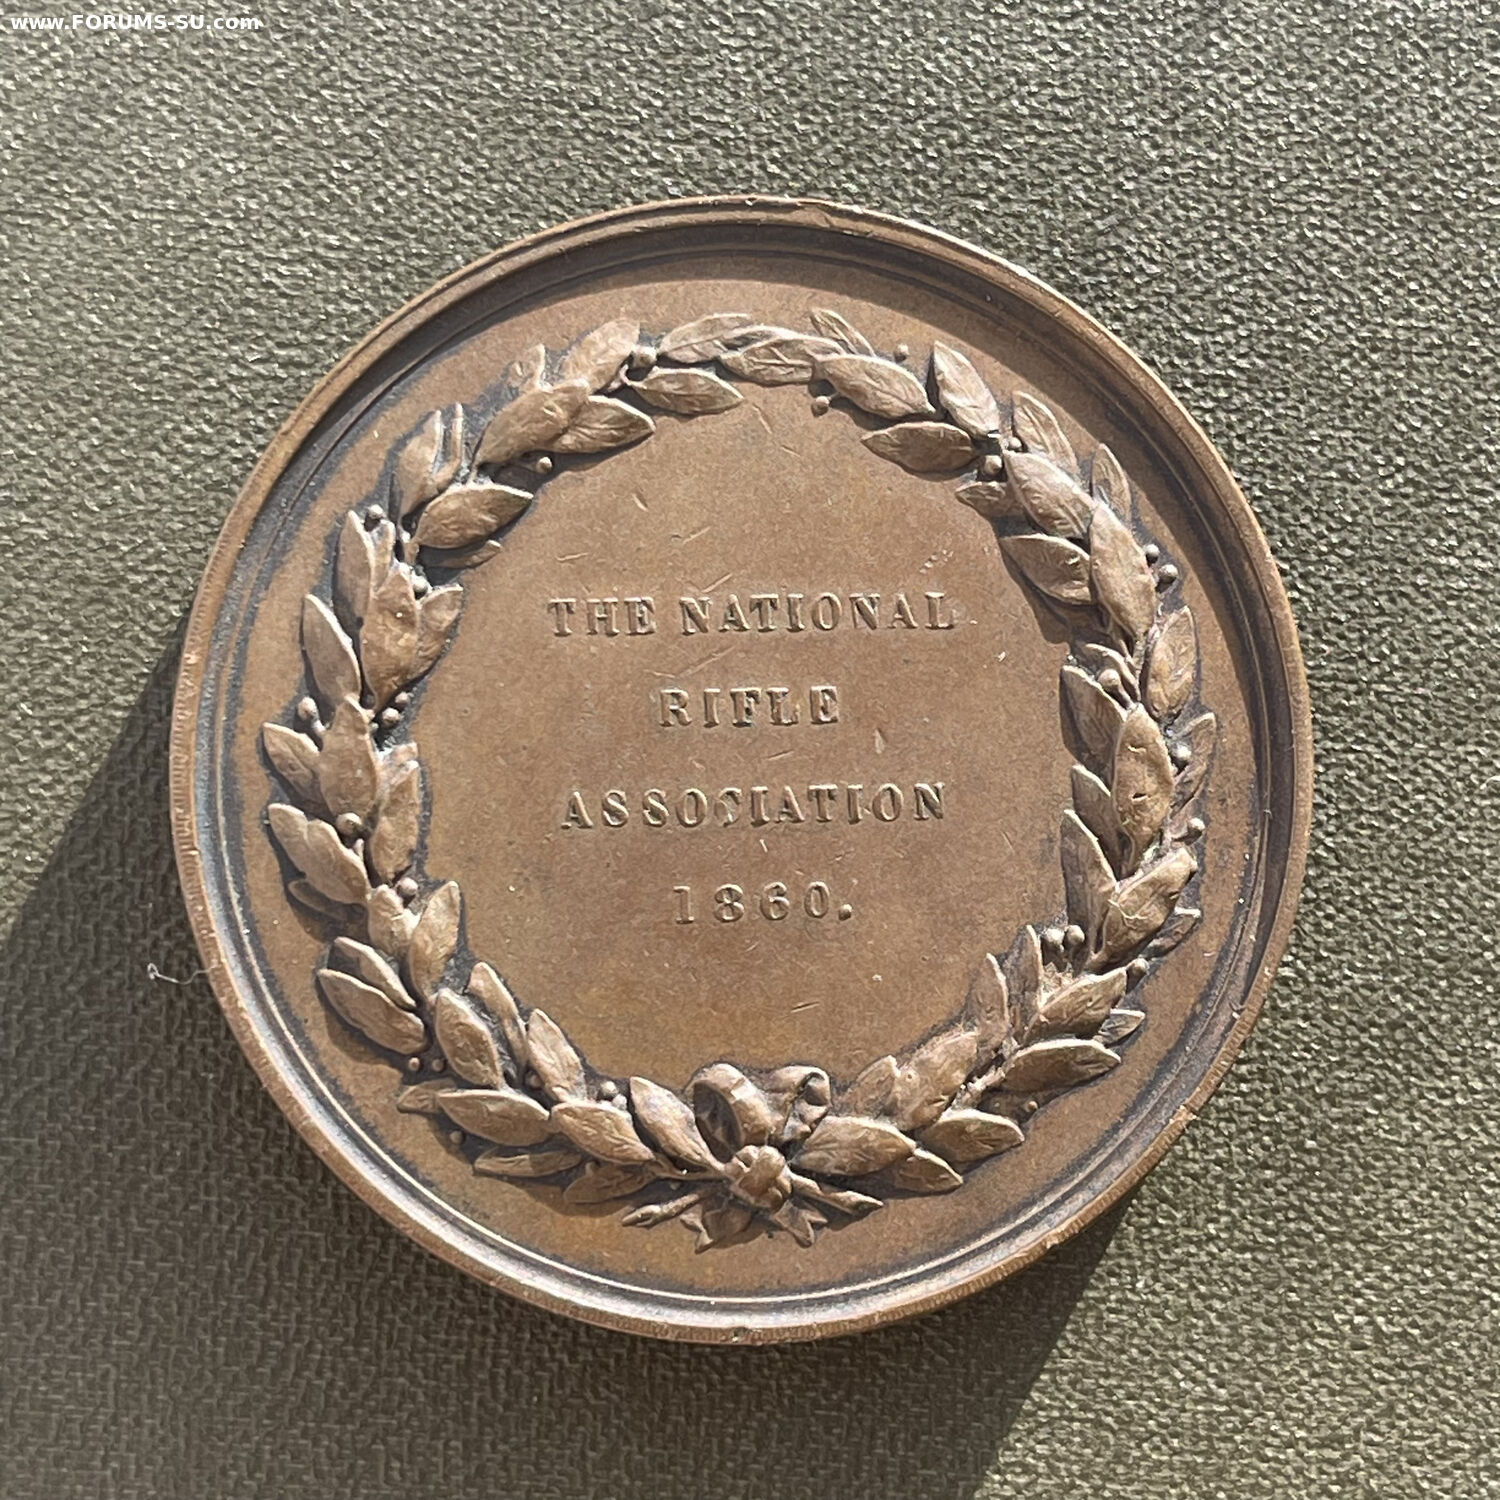 www.FORUMS-SU.com
THE NATIONAL
RIFLE
ASSOCIATION
1860.